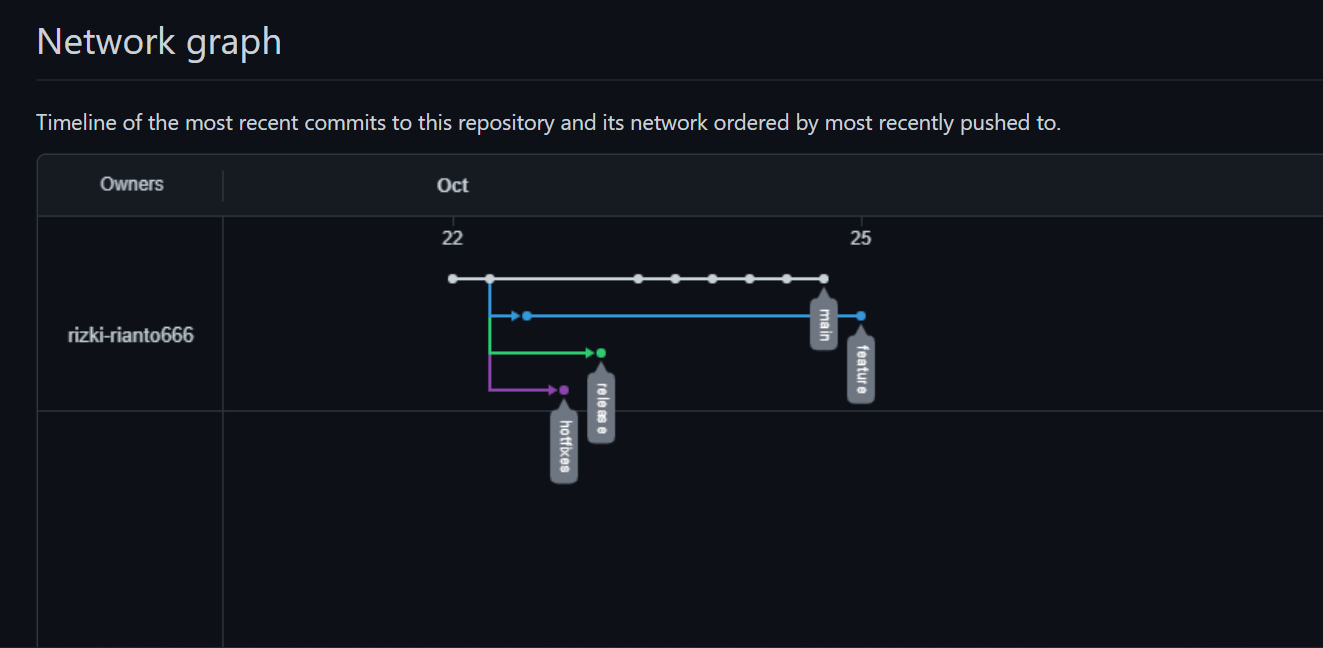 Network graph
Timeline of the most recent commits to this repository and its network ordered by most recently pushed to.
Owners
Oct
22
25
rizki-rianto666
main
feature
release
hotfixes